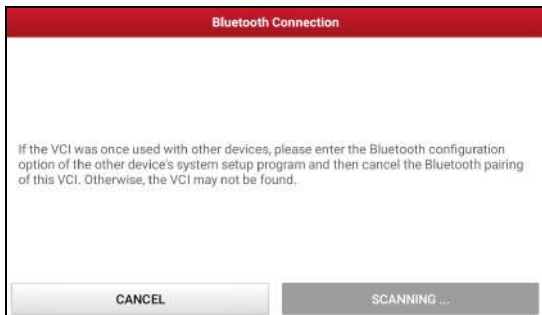 Bluetooth Connection
If the VCI was once used with other devices, please enter the Bluetooth configuration
option of the other device's system setup program and then cancel the Bluetooth pairing
of this VCI. Otherwise, the VCI may not be found.
CANCEL
SCANNING ...